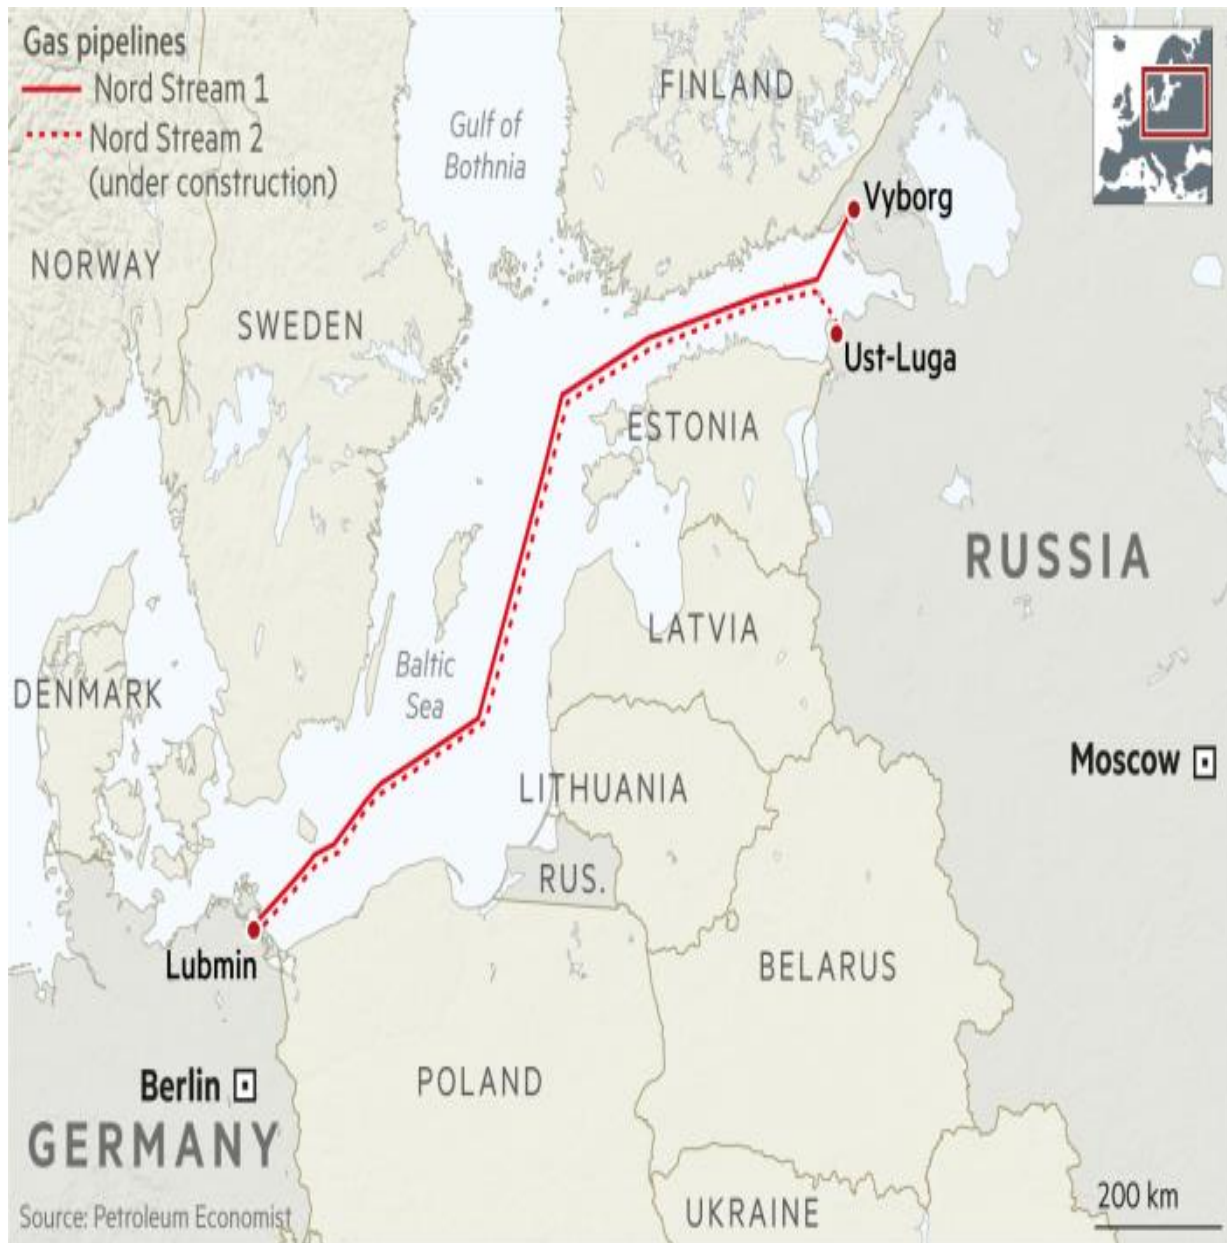 Gas pipelines
Nord Stream 1
Nord Stream 2
(under construction)
FINLAND
Gulf of
Bothnia
Vyborg
NORWAY
SWEDEN
Ust-Luga
ESTONIA
RUSSIA
LATVIA
Baltic
Sea
DENMARK
Moscow
LITHUANIA
RUS.
Lubmin
BELARUS
Berlin
POLAND
GERMANY
200 km
UKRAINE
Source: Petroleum Economist